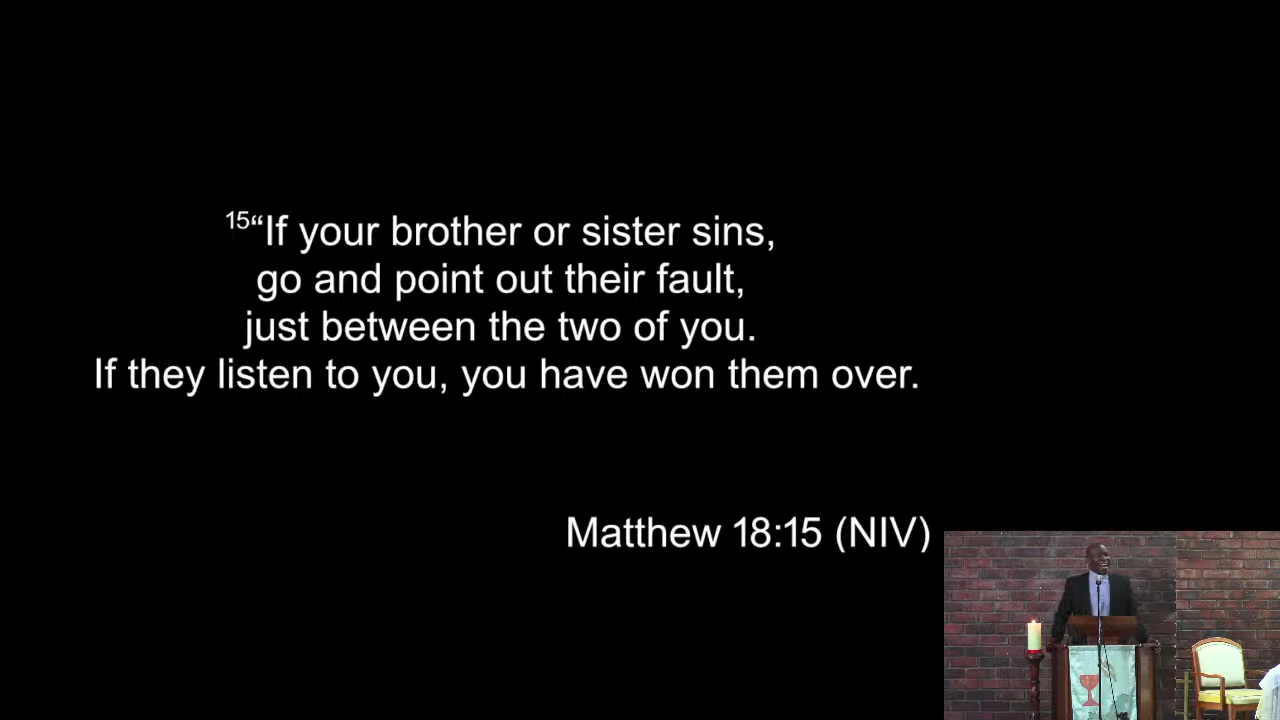 15“If your brother or sister sins,
go and point out their fault,
just between the two of you.
If they listen to you, you have won them over.
Matthew 18:15 (NIV)